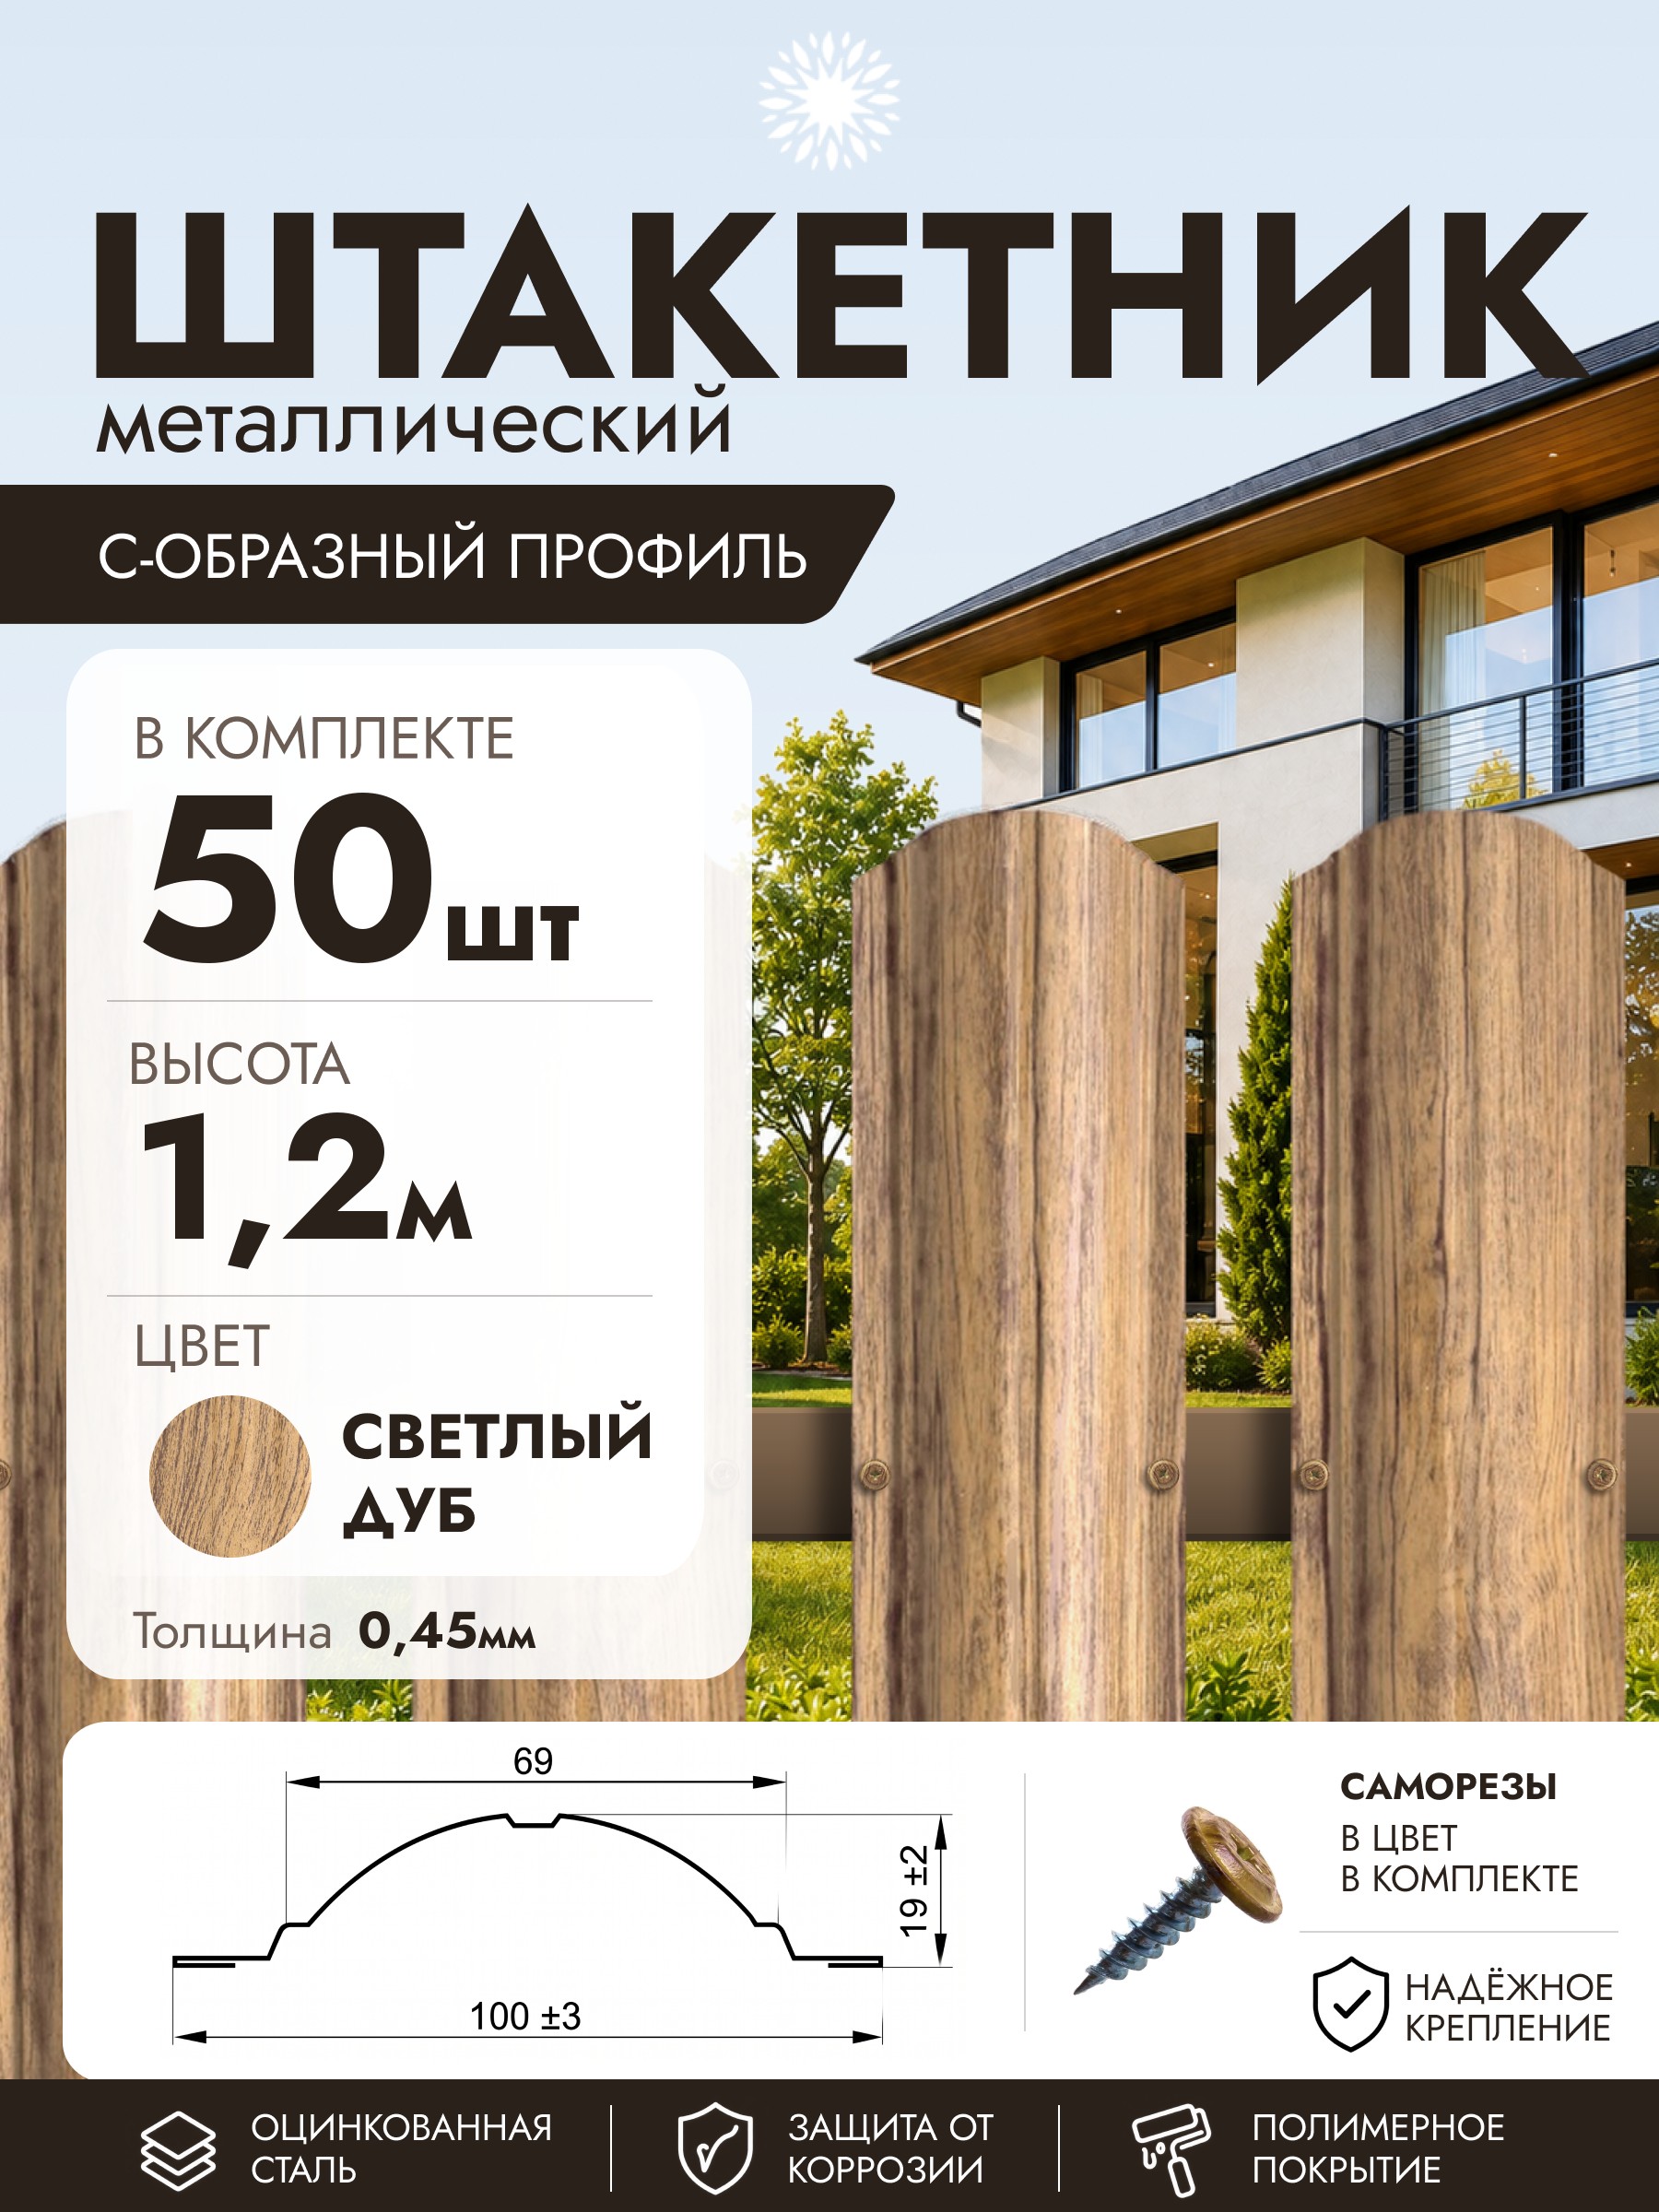 ШТАКЕТНИК
металлический
С-ОБРАЗНЫЙ ПРОФИЛЬ
В КОМПЛЕКТЕ
50шт
ВЫСОТА
1,2м
ЦВЕТ
СВЕТЛЫЙ
ДУБ
Толщина 0,45мм
69
19 ±2
100 ±3
САМОРЕЗЫ
В ЦВЕТ
В КОМПЛЕКТЕ
НАДЁЖНОЕ
КРЕПЛЕНИЕ
ОЦИНКОВАННАЯ
СТАЛЬ
ЗАЩИТА ОТ
КОРРОЗИИ
ПОЛИМЕРНОЕ
ПОКРЫТИЕ